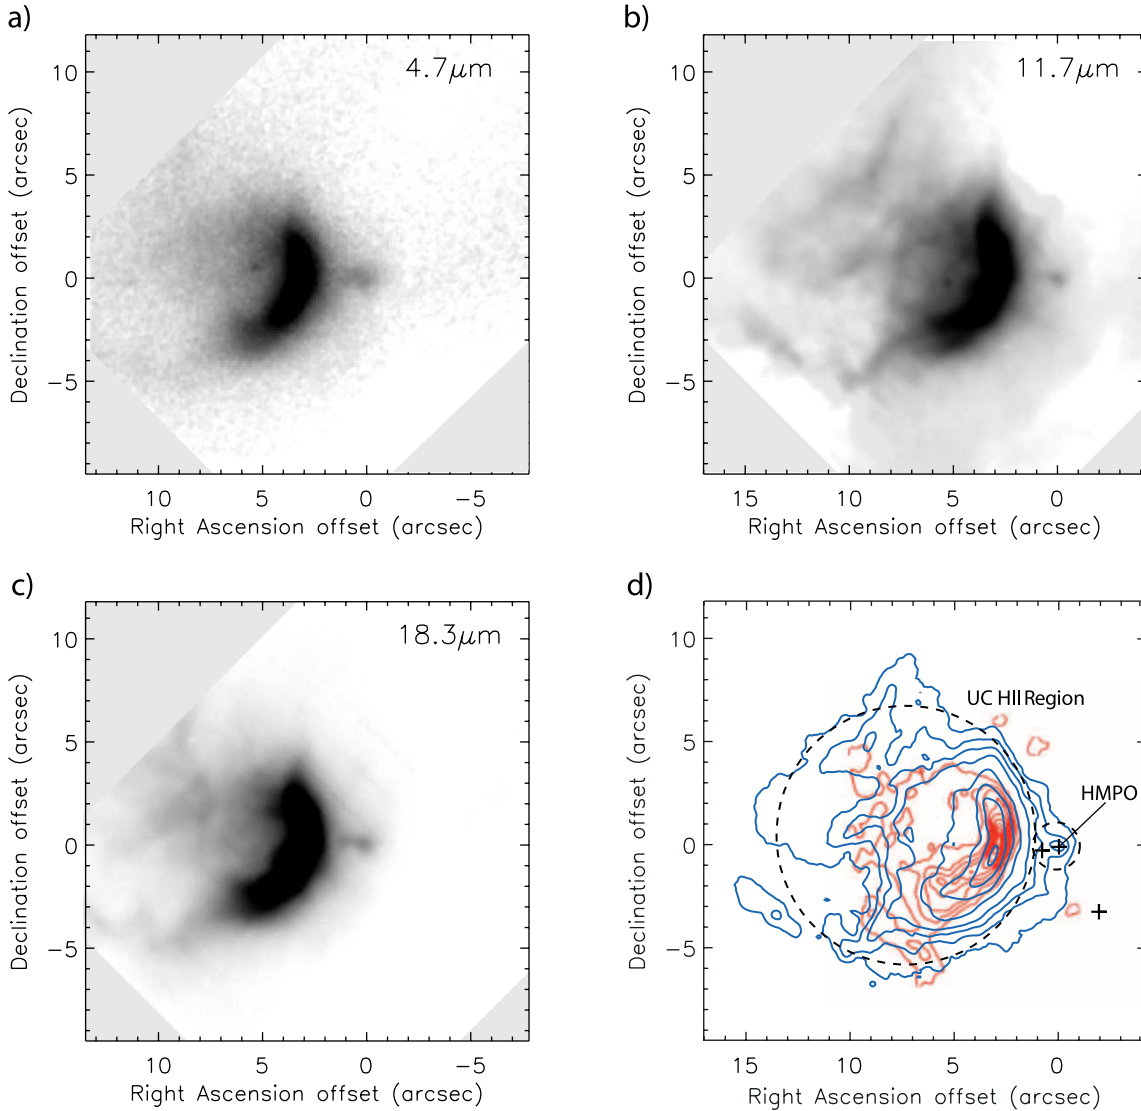 a)
4.7μm
Declination offset (arcsec)
10
5
0
−5
10
5
0
−5
Right Ascension offset (arcsec)
b)
11.7μm
Declination offset (arcsec)
10
5
0
−5
15
10
5
0
Right Ascension offset (arcsec)
c)
18.3μm
Declination offset (arcsec)
10
5
0
−5
10
5
0
−5
Right Ascension offset (arcsec)
d)
UC HII Region
HMPO
Declination offset (arcsec)
10
5
0
−5
15
10
5
0
Right Ascension offset (arcsec)